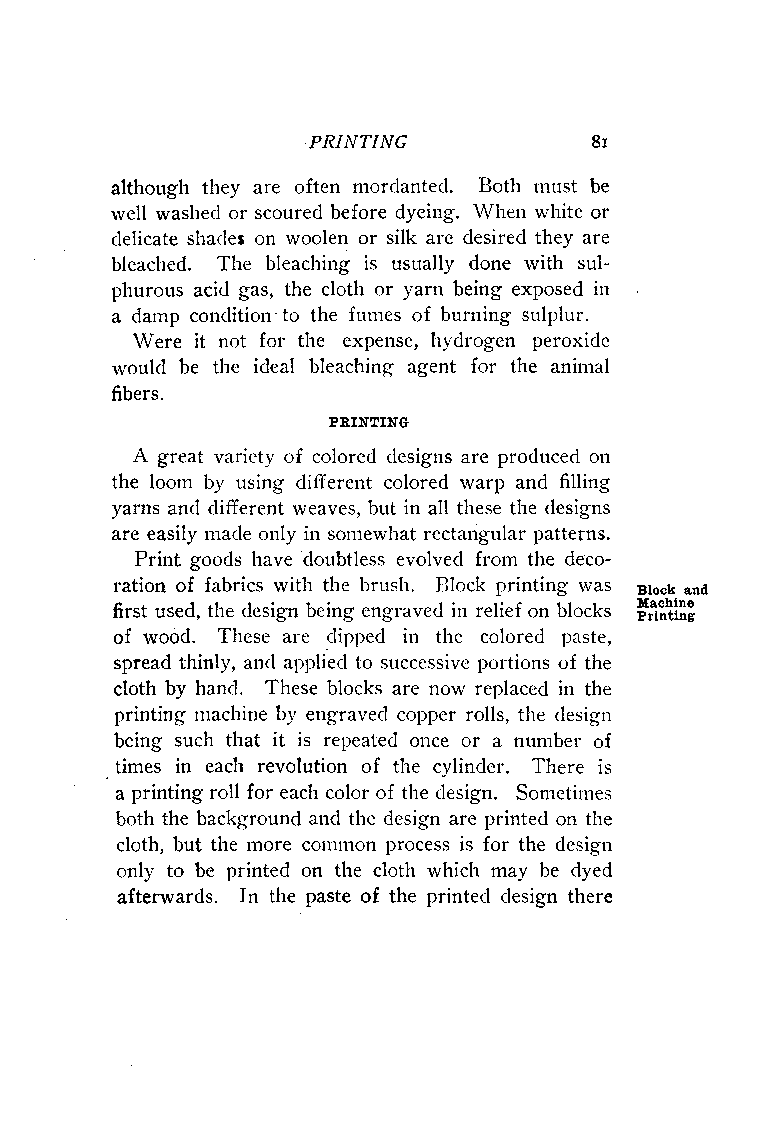 PRINTING 81
although they are often mordanted. Both must be
well washed or scoured before dyeing. When white or
delicate shades on woolen or silk are desired they are
bleached. The bleaching is usually done with sul-
phurous acid gas, the cloth or yarn being exposed in
a damp condition to the fumes of burning sulplur.
Were it not for the expense, hydrogen peroxide
would be the ideal bleaching agent for the animal
fibers.
PRINTING
A great variety of colored designs are produced on
the loom by using different colored warp and filling
yarns and different weaves, but in all these the designs
are easily made only in somewhat rectangular patterns.
Print goods have doubtless evolved from the deco-
ration of fabrics with the brush. Block printing was
first used, the design being engraved in relief on blocks
of wood. These are dipped in the colored paste,
spread thinly, and applied to successive portions of the
cloth by hand. These blocks are now replaced in the
printing machine by engraved copper rolls, the design
being such that it is repeated once or a number of
times in each revolution of the cylinder. There is
a printing roll for each color of the design. Sometimes
both the background and the design are printed on the
cloth, but the more common process is for the design
only to be printed on the cloth which may be dyed
afterwards. In the paste of the printed design there
Block and
Machine
Printing